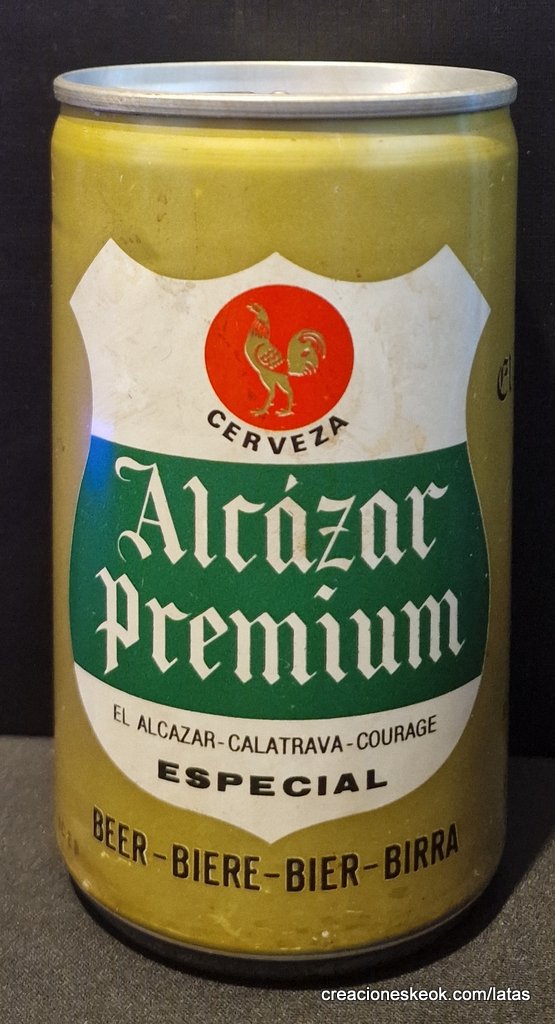 CERVEZA
Alcázar
Premium
EL ALCAZAR-CALATRAVA-COURAGE
ESPECIAL
BEER-BIERE-BIER-BIRRA
creacioneskeok.com/latas